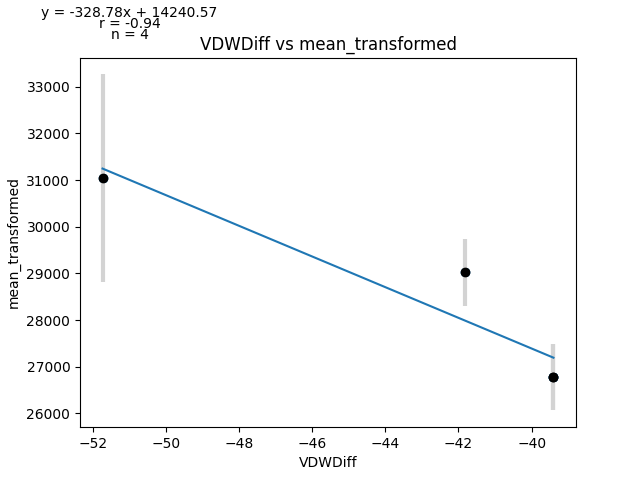 y = -328.78x + 14240.57
r = -0.94
n = 4
VDWDiff vs mean_transformed
33000
32000
31000
30000
29000
28000
27000
26000
mean_transformed
−52
−50
−48
−46
−44
−42
−40
VDWDiff